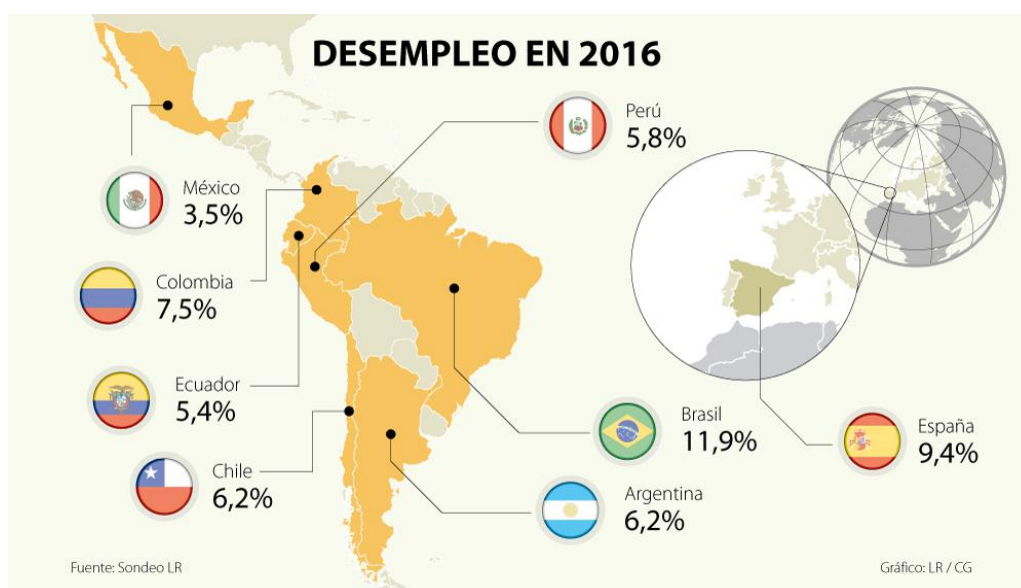 DESEMPLEO EN 2016
México
3,5%
Colombia
7,5%
Ecuador
5,4%
Chile
6,2%
Perú
5,8%
Brasil
11,9%
Argentina
6,2%
España
9,4%
Fuente: Sondeo LR
Gráfico: LR / CG